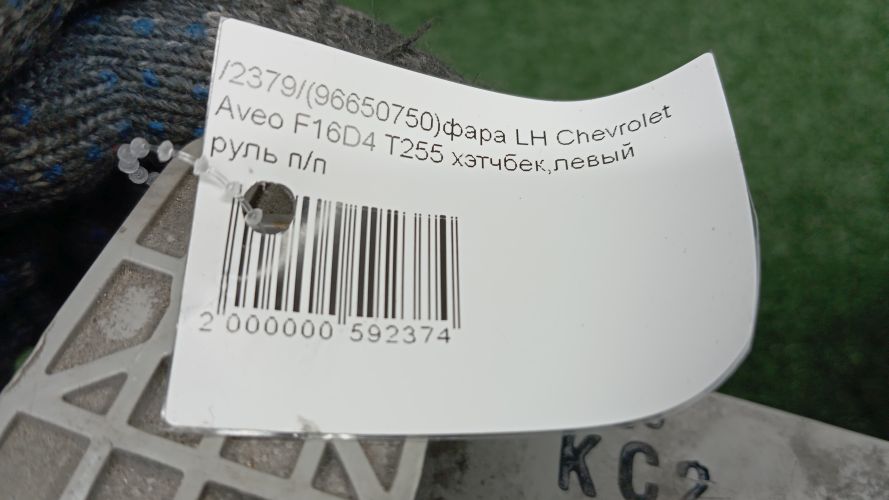 /2379/(96650750)фара LH Chevrolet
Aveo F16D4 T255 хэтчбек,левый
руль п/п
2 000000 592374
KC2